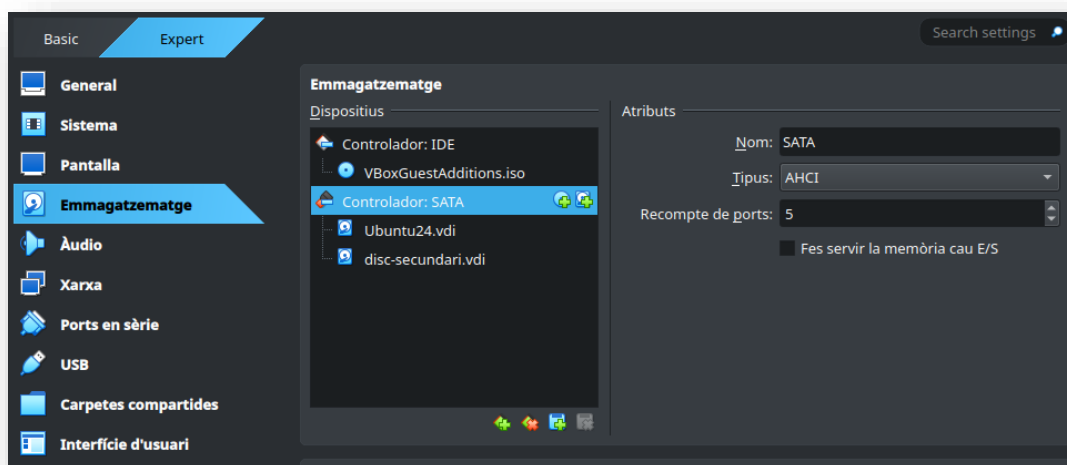 Basic
Expert
Search settings
General
Sistema
Pantalla
Emmagatzematge
Àudio
Xarxa
Ports en sèrie
USB
Carpetes compartides
Interfície d'usuari
Emmagatzematge
Dispositius
Controlador: IDE
VBoxGuestAdditions.iso
Controlador: SATA
Ubuntu24.vdi
disc-secundari.vdi
Atributs
Nom: SATA
Tipus: AHCI
Recompte de ports: 5
Fes servir la memòria cau E/S